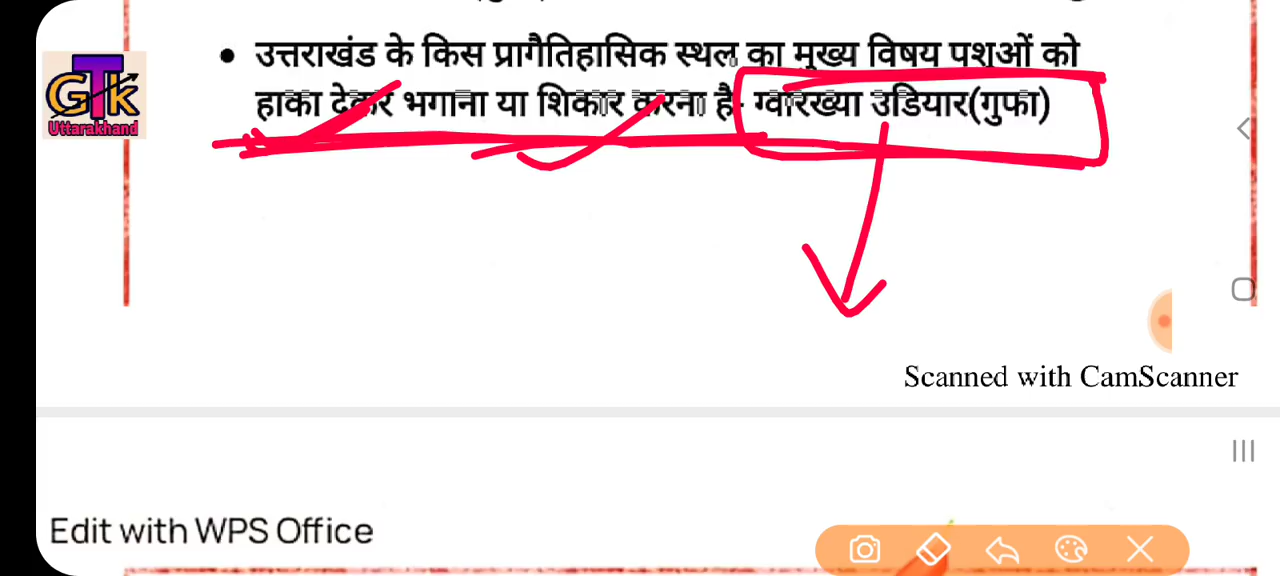 • उत्तराखंड के किस प्रागैतिहासिक स्थल का मुख्य विषय पशुओं को
हाका देकर भगाना या शिकार करना है- ग्वारख्या उडियार(गुफा)
GTK
Uttarakhand
Scanned with CamScanner
Edit with WPS Office